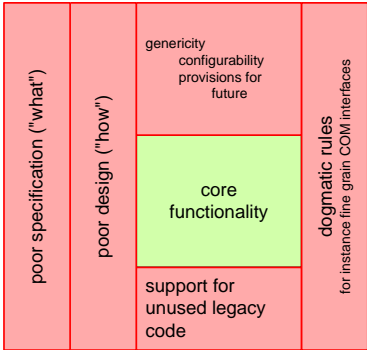 poor specification ("what")
poor design ("how")
genericity
configurability
provisions for
future
core
functionality
support for
unused legacy
code
dogmatic rules
for instance fine grain COM interfaces